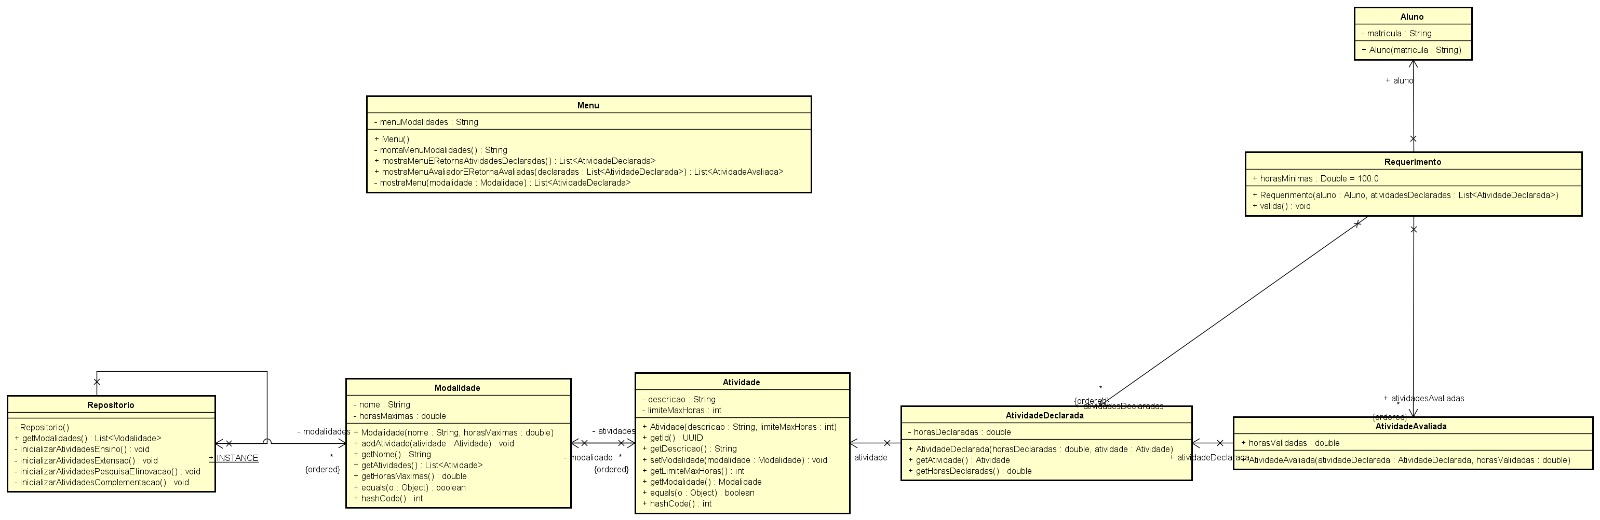 Aluno
- matricula : String
+ Aluno(matricula : String)
+ aluno
Menu
- menuModalidades : String
+ Menu()
- montaMenuModalidades() : String
+ mostraMenuERetornaAtividadesDeclaradas() : List<AtividadeDeclarada>
+ mostraMenuAvaliadorERetornaAvaliadas(declaradas : List<AtividadeDeclarada>) : List<AtividadeAvaliada>
- mostraMenu(modalidade : Modalidade) : List<AtividadeDeclarada>
Requerimento
+ horasMinimas : Double = 100.0
+ Requerimento(aluno : Aluno, atividadesDeclaradas : List<AtividadeDeclarada>)
+ valida() : void
Repositorio
- Repositorio()
+ getModalidades() : List<Modalidade>
- inicializarAtividadesEnsino() : void
- inicializarAtividadesExtensao() : void
- inicializarAtividadesPesquisaEInovacao() : void
- inicializarAtividadesComplementacao() : void
+ INSTANCE
- modalidades
*
{ordered}
Modalidade
- nome : String
- horasMaximas : double
+ Modalidade(nome : String, horasMaximas : double)
+ addAtividade(atividade : Atividade) : void
+ getNome() : String
+ getAtividades() : List<Atividade>
+ getHorasMaximas() : double
+ equals(o : Object) : boolean
+ hashCode() : int
- atividades
- modalidade
*
{ordered}
Atividade
- descricao : String
- limiteMaxHoras : int
+ Atividade(descricao : String, limiteMaxHoras : int)
+ getId() : UUID
+ getDescricao() : String
+ setModalidade(modalidade : Modalidade) : void
+ getLimiteMaxHoras() : int
+ getModalidade() : Modalidade
+ equals(o : Object) : boolean
+ hashCode() : int
atividade
*
{ordered}
- atividadesDeclaradas
AtividadeDeclarada
- horasDeclaradas : double
+ AtividadeDeclarada(horasDeclaradas : double, atividade : Atividade)
+ getAtividade() : Atividade
+ getHorasDeclaradas() : double
+ atividadeDeclarada
+ atividadesAvaliadas
*
{ordered}
AtividadeAvaliada
+ horasValidadas : double
+ AtividadeAvaliada(atividadeDeclarada : AtividadeDeclarada, horasValidadas : double)